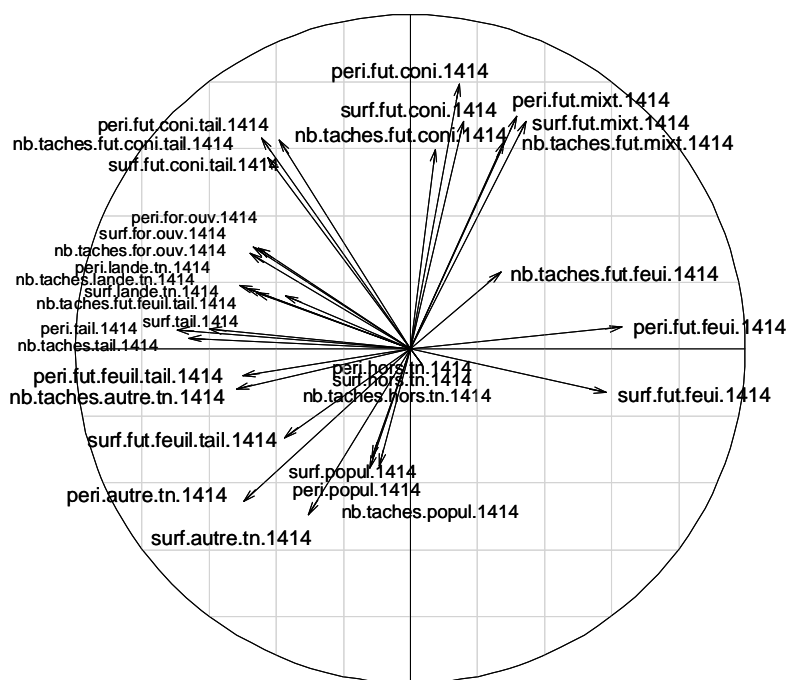 peri.fut.coni.1414
peri.fut.mixt.1414
surf.fut.coni.1414
surf.fut.mixt.1414
peri.fut.coni.tail.1414
nb.taches.fut.coni.1414
nb.taches.fut.mixt.1414
nb.taches.fut.coni.tail.1414
surf.fut.coni.tail.1414
peri.for.ouv.1414
surf.for.ouv.1414
nb.taches.for.ouv.1414
peri.lande.tn.1414
nb.taches.fut.feui.1414
nb.taches.lande.tn.1414
surf.lande.tn.1414
nb.taches.fut.feuil.tail.1414
surf.tail.1414
peri.tail.1414
peri.fut.feui.1414
nb.taches.tail.1414
peri.hors.tn.1414
peri.fut.feuil.tail.1414
surf.hors.tn.1414
nb.taches.autre.tn.1414
nb.taches.hors.tn.1414
surf.fut.feui.1414
surf.fut.feuil.tail.1414
surf.popul.1414
peri.popul.1414
peri.autre.tn.1414
nb.taches.popul.1414
surf.autre.tn.1414